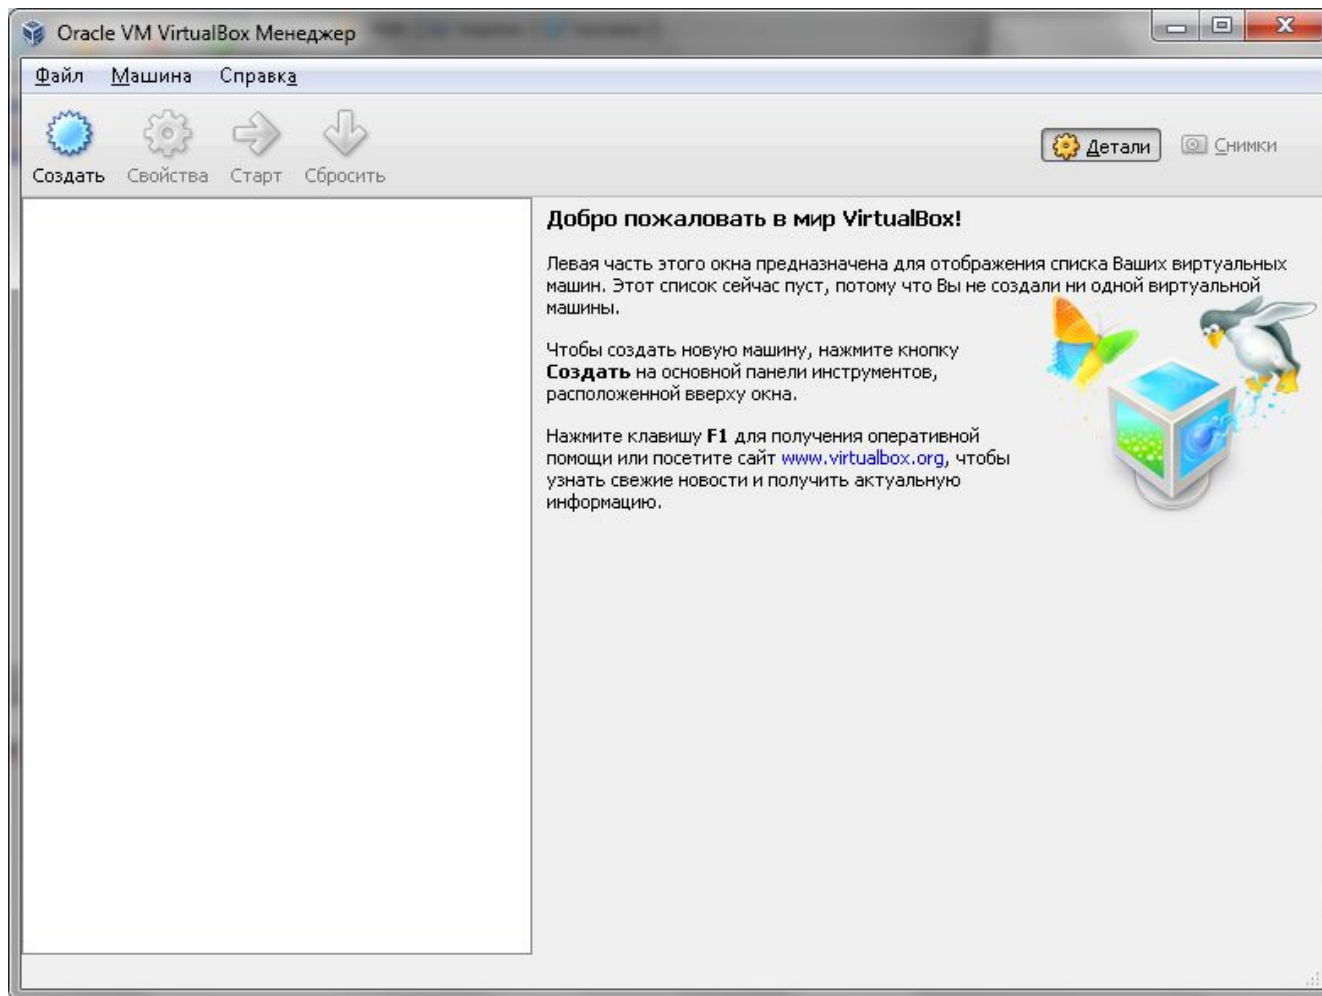 Oracle VM VirtualBox Менеджер
Файл Машина Справка
Создать Свойства Старт Сбросить
Детали Снимки
Добро пожаловать в мир VirtualBox!
Левая часть этого окна предназначена для отображения списка Ваших виртуальных
машин. Этот список сейчас пуст, потому что Вы не создали ни одной виртуальной
машины.
Чтобы создать новую машину, нажмите кнопку
Создать на основной панели инструментов,
расположенной вверху окна.
Нажмите клавишу F1 для получения оперативной
помощи или посетите сайт www.virtualbox.org, чтобы
узнать свежие новости и получить актуальную
информацию.